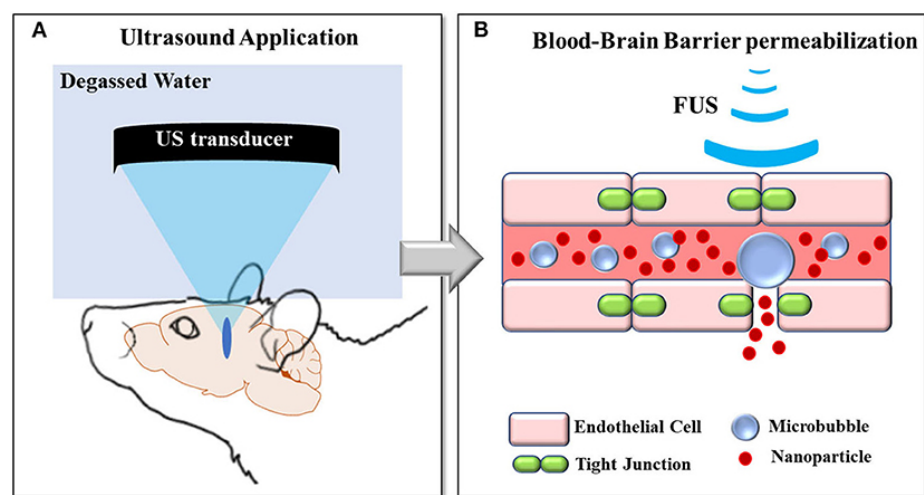 A
Ultrasound Application
Degassed Water
US transducer
B
Blood-Brain Barrier permeabilization
FUS
Endothelial Cell
Microbubble
Tight Junction
Nanoparticle